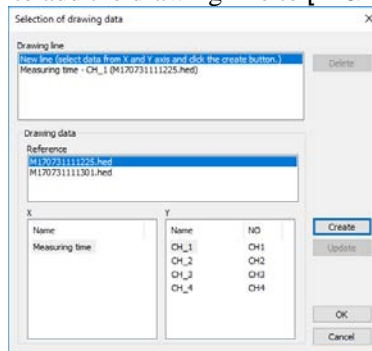 Selection of drawing data
Drawing line
New line (select data from X and Y axis and click the create button.)
Measuring time - CH_1 (M170731111225.hed)
Delete
Drawing data
Reference
M170731111225.hed
M170731111301.hed
X
Y
Name
Name NO
Create
Measuring time
CH_1 CH1
Update
CH_2 CH2
CH_3 CH3
CH_4 CH4
OK
Cancel